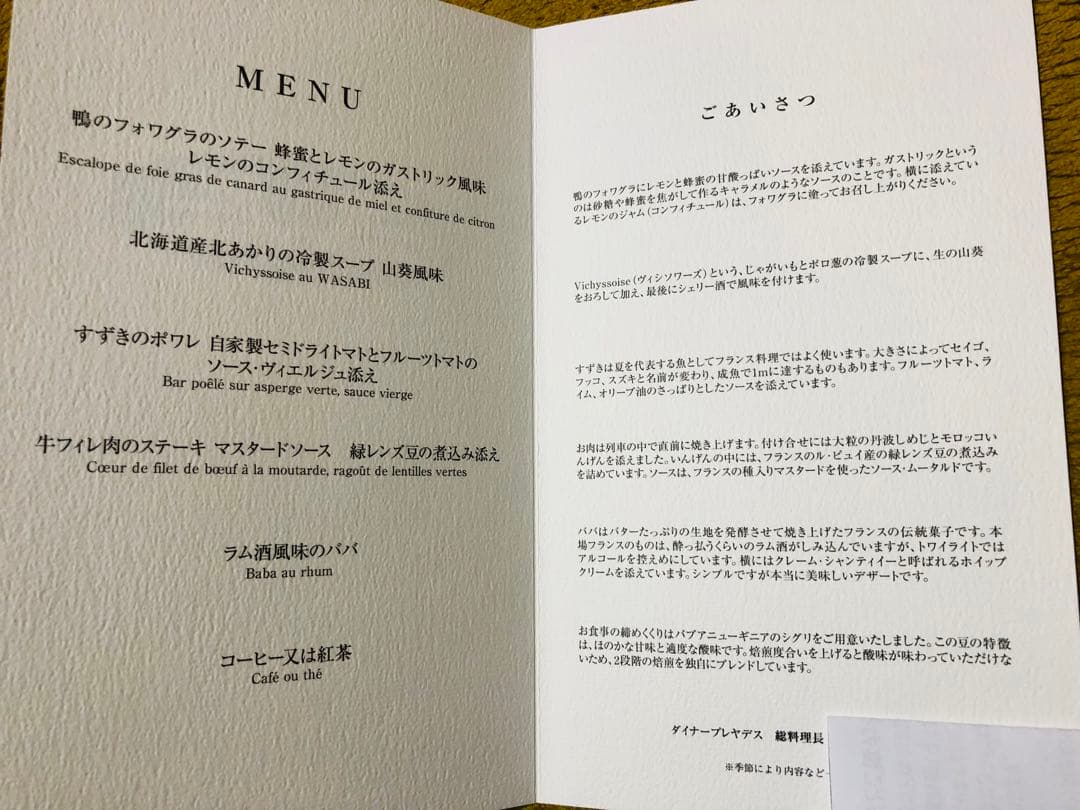 MENU
鴨のフォワグラのソテー 蜂蜜とレモンのガストリック風味
レモンのコンフィチュール添え
Escalope de foie gras de canard au gastrique de miel et confiture de citron
北海道産北あかりの冷製スープ 山葵風味
Vichyssoise au WASABI
すずきのポワレ 自家製セミドライトマトとフルーツトマトの
ソース・ヴィエルジュ添え
Bar poêlé sur asperge verte, sauce vierge
牛フィレ肉のステーキ マスタードソース 緑レンズ豆の煮込み添え
Cœur de filet de bœuf à la moutarde, ragoût de lentilles vertes
ラム酒風味のババ
Baba au rhum
コーヒー又は紅茶
Café ou thé
ごあいさつ
鴨のフォワグラにレモンと蜂蜜の甘酸っぱいソースを添えています。ガストリックという
のは砂糖や蜂蜜を焦がして作るキャラメルのようなソースのことです。横に添えてい
るレモンのジャム(コンフィチュール)は、フォワグラに塗ってお召し上がりください。
Vichyssoise(ヴィシソワーズ)という、じゃがいもとポロ葱の冷製スープに、生の山葵
をおろして加え、最後にシェリー酒で風味を付けます。
すずきは夏を代表する魚としてフランス料理ではよく使います。大きさによってセイゴ、
フッコ、スズキと名前が変わり、成魚で1mに達するものもあります。フルーツトマト、ラ
イム、オリーブ油のさっぱりとしたソースを添えています。
お肉は列車の中で直前に焼き上げます。付け合せには大粒の丹波しめじとモロッコい
んげんを添えました。いんげんの中には、フランスのル・ピュイ産の緑レンズ豆の煮込み
を詰めています。ソースは、フランスの種入りマスタードを使ったソース・ムータルドです。
ババはバターたっぷりの生地を発酵させて焼き上げたフランスの伝統菓子です。本
場フランスのものは、酔っ払うくらいのラム酒がしみ込んでいますが、トワイライトでは
アルコールを控えめにしています。横にはクレーム・シャンティイーと呼ばれるホイップ
クリームを添えています。シンプルですが本当に美味しいデザートです。
お食事の締めくくりはパプアニューギニアのシグリをご用意いたしました。この豆の特徴
は、ほのかな甘味と適度な酸味です。焙煎度合いを上げると酸味が味わっていただけな
いため、2段階の焙煎を独自にブレンドしています。
ダイナープレヤデス 総料理長
※季節により内容など